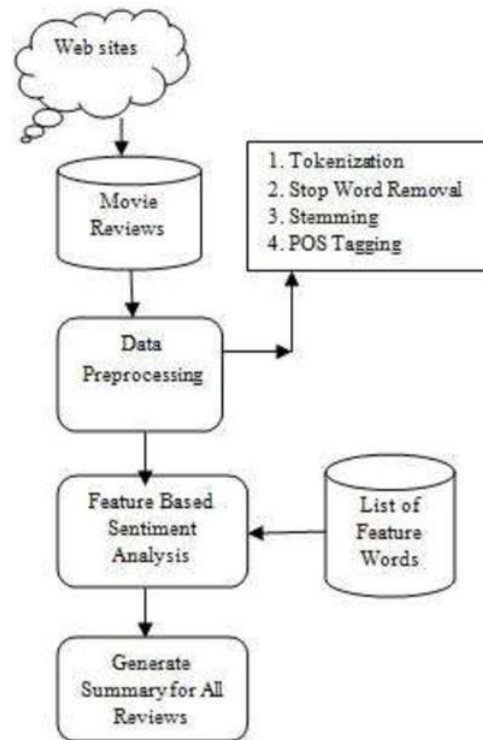 Web sites
Movie
Reviews
1. Tokenization
2. Stop Word Removal
3. Stemming
4. POS Tagging
Data
Preprocessing
Feature Based
Sentiment
Analysis
List of
Feature
Words
Generate
Summary for All
Reviews